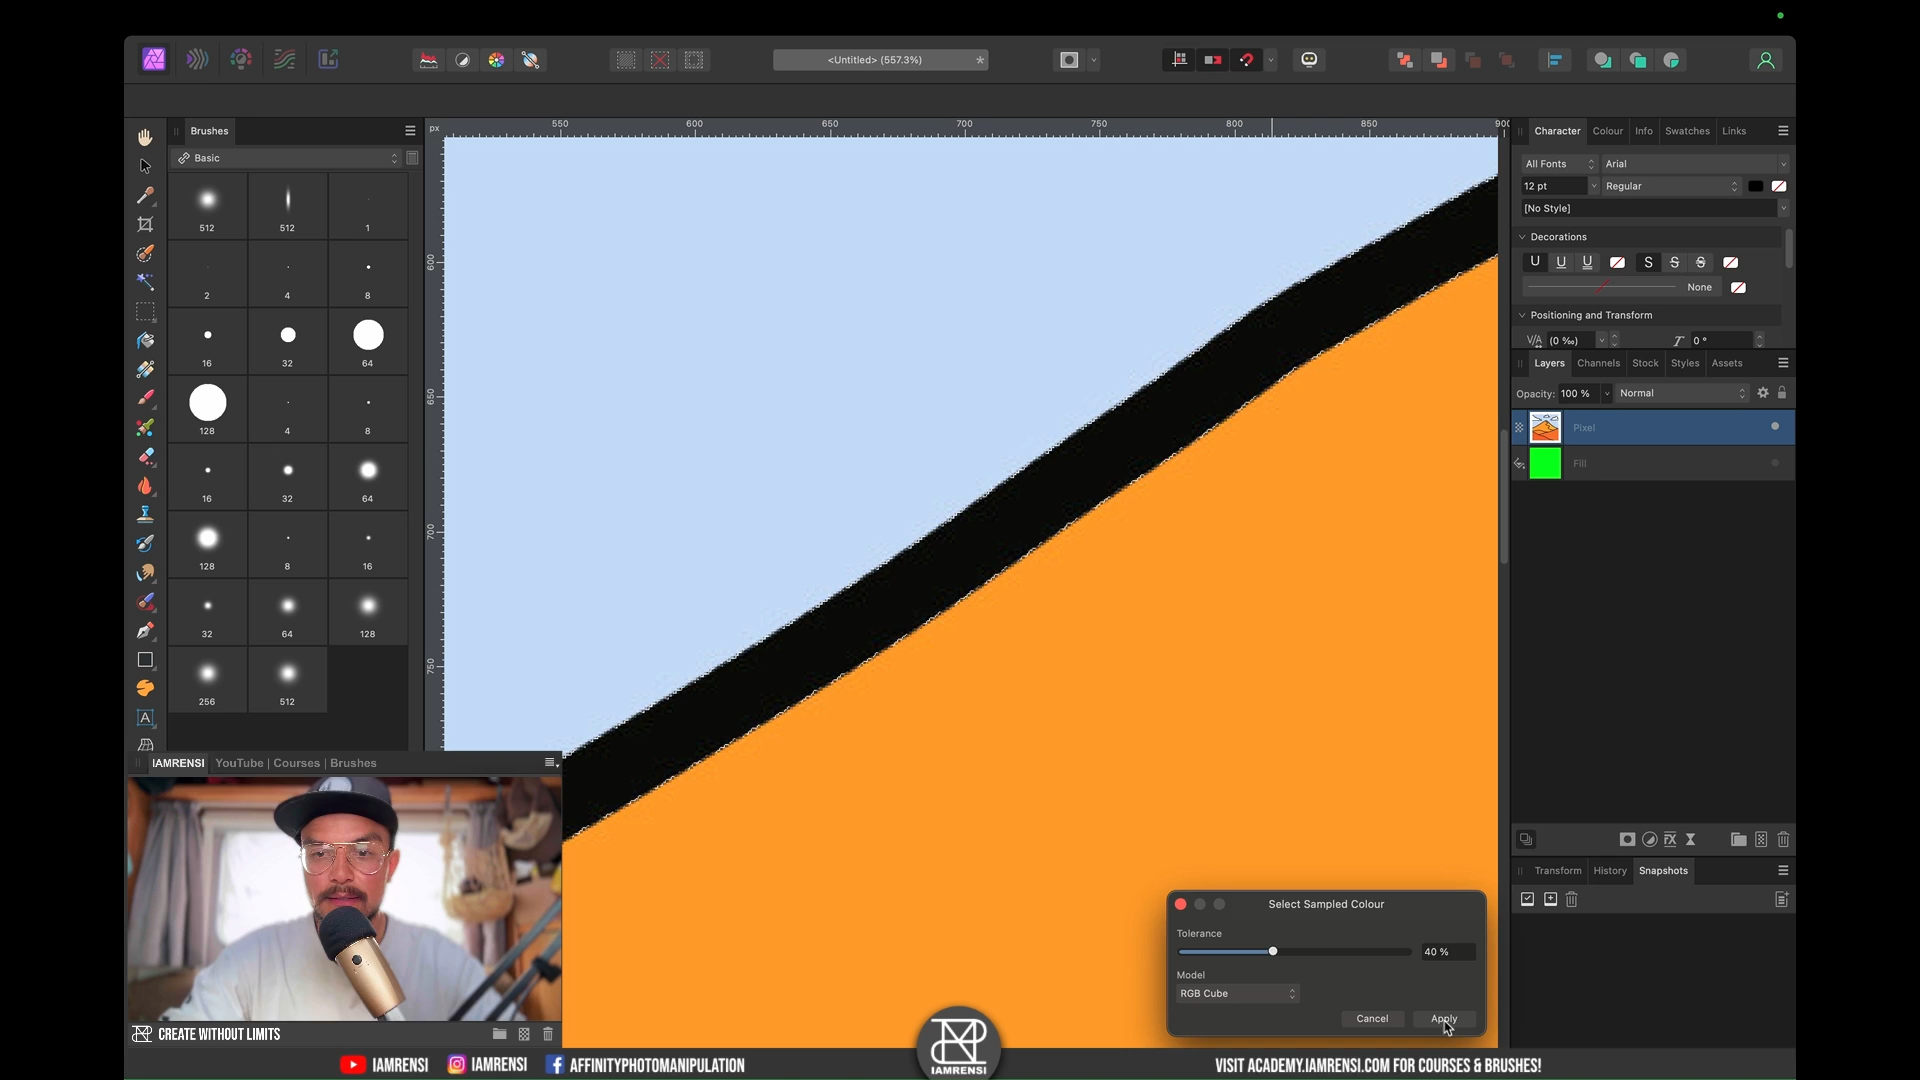 <Untitled> (557.3%)
*
Brushes
Basic
512
512
1
2
4
8
16
32
64
128
4
8
16
32
64
128
8
16
32
64
128
256
512
px
550
600
650
700
750
800
850
900
600
650
700
750
Character
Colour
Info
Swatches
Links
All Fonts
Arial
12 pt
Regular
[No Style]
Decorations
U
U
U
S
S
S
None
Positioning and Transform
V/A
(0 ‰)
T
0 °
Layers
Channels
Stock
Styles
Assets
Opacity:
100 %
Normal
Pixel
Fill
FX
Transform
History
Snapshots
A
IAMRENSI
YouTube | Courses | Brushes
CREATE WITHOUT LIMITS
Select Sampled Colour
Tolerance
40 %
Model
RGB Cube
Cancel
Apply
IAMRENSI
IAMRENSI
AFFINITYPHOTOMANIPULATION
IAMRENSI
VISIT ACADEMY.IAMRENSI.COM FOR COURSES & BRUSHES!